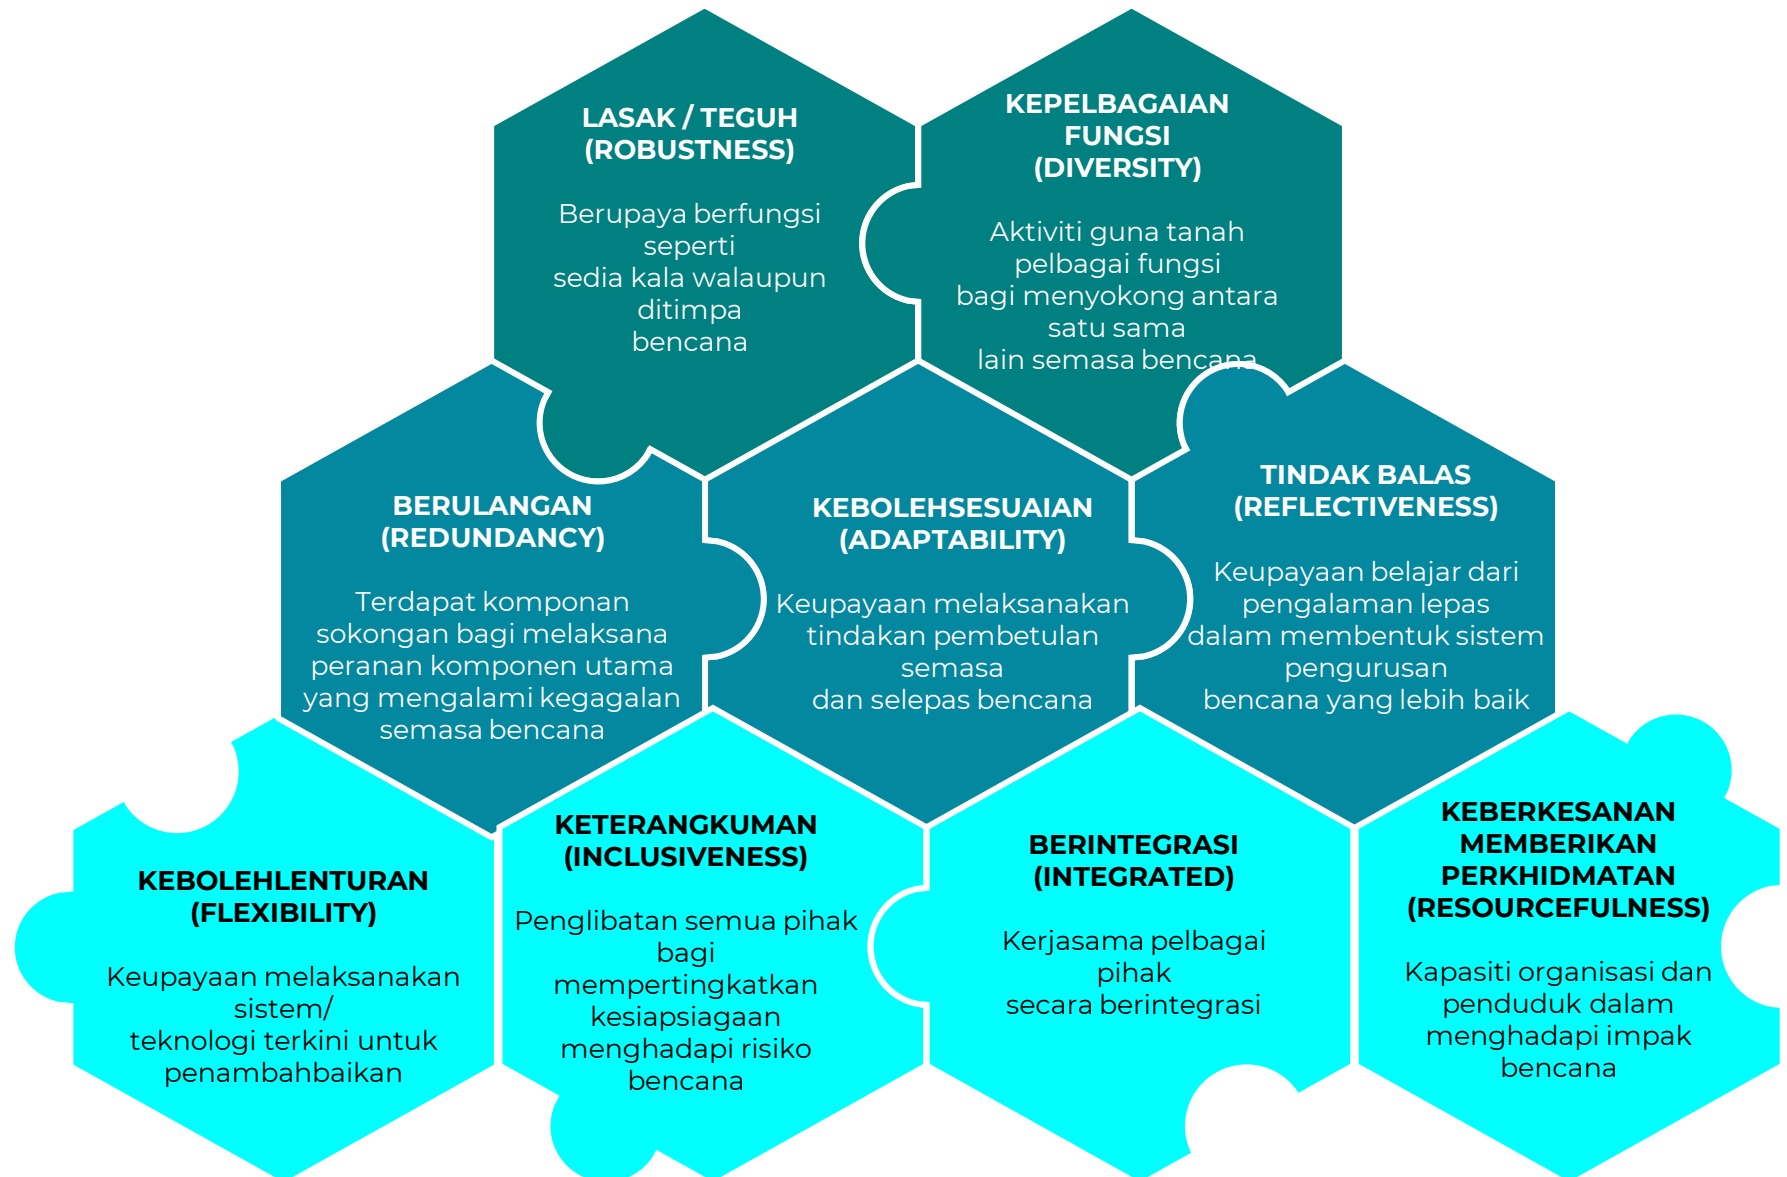 LASAK / TEGUH
(ROBUSTNESS)
Berupaya berfungsi
seperti
sedia kala walaupun
ditimpa
bencana
KEPELBAGAIAN
FUNGSI
(DIVERSITY)
Aktiviti guna tanah
pelbagai fungsi
bagi menyokong antara
satu sama
lain semasa bencana
BERULANGAN
(REDUNDANCY)
Terdapat komponan
sokongan bagi melaksana
peranan komponen utama
yang mengalami kegagalan
semasa bencana
KEBOLEHSESUAIAN
(ADAPTABILITY)
Keupayaan melaksanakan
tindakan pembetulan
semasa
dan selepas bencana
TINDAK BALAS
(REFLECTIVENESS)
Keupayaan belajar dari
pengalaman lepas
dalam membentuk sistem
pengurusan
bencana yang lebih baik
KEBOLEHLENTURAN
(FLEXIBILITY)
Keupayaan melaksanakan
sistem/
teknologi terkini untuk
penambahbaikan
KETERANGKUMAN
(INCLUSIVENESS)
Penglibatan semua pihak
bagi
mempertingkatkan
kesiapsiagaan
menghadapi risiko
bencana
BERINTEGRASI
(INTEGRATED)
Kerjasama pelbagai
pihak
secara berintegrasi
KEBERKESANAN
MEMBERIKAN
PERKHIDMATAN
(RESOURCEFULNESS)
Kapasiti organisasi dan
penduduk dalam
menghadapi impak
bencana